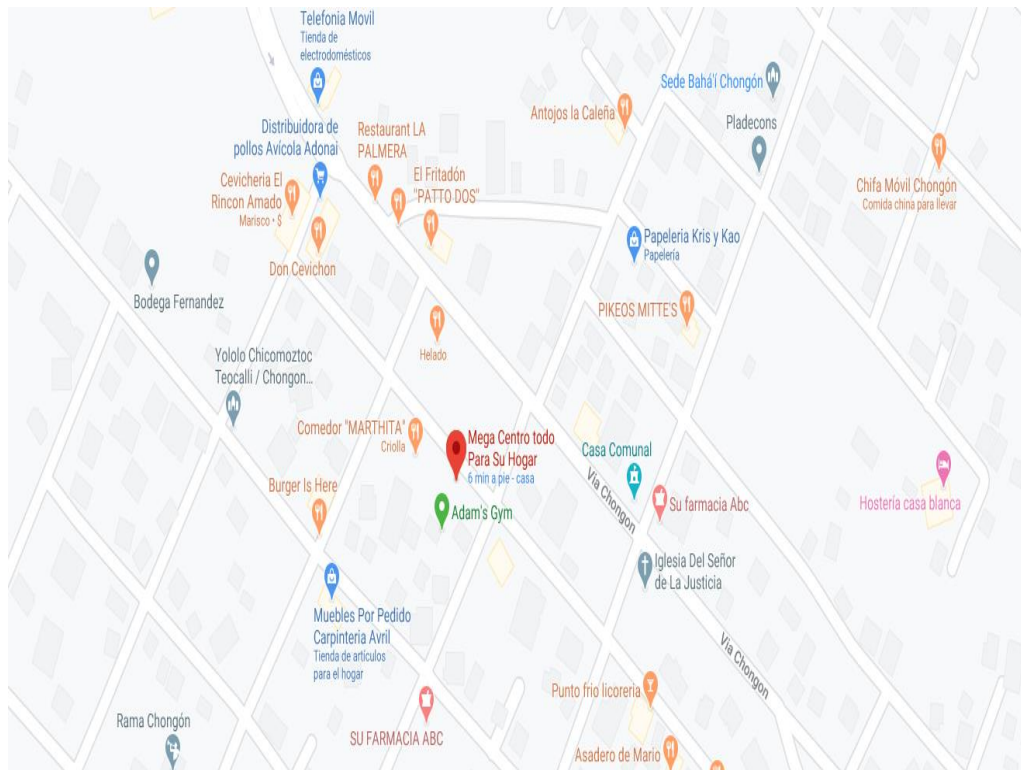 Telefonia Movil
Tienda de
electrodomésticos
Sede Bahá'í Chongón
Antojos la Caleña
Pladecons
Distribuidora de
pollos Avícola Adonai
Restaurant LA
PALMERA
Cevicheria El
Rincon Amado
Marisco · $
El Fritadón
"PATTO DOS"
Chifa Móvil Chongón
Comida china para llevar
Don Cevichon
Papeleria Kris y Kao
Papelería
Bodega Fernandez
PIKEOS MITTE'S
Helado
Yololo Chicomoztoc
Teocalli / Chongon...
Comedor "MARTHITA"
Criolla
Mega Centro todo
Para Su Hogar
6 min a pie - casa
Casa Comunal
Via Chongon
Burger Is Here
Adam's Gym
Su farmacia Abc
Hostería casa blanca
Iglesia Del Señor
de La Justicia
Muebles Por Pedido
Carpinteria Avril
Tienda de artículos
para el hogar
Via Chongon
Punto frio licoreria
Rama Chongón
SU FARMACIA ABC
Asadero de Mario